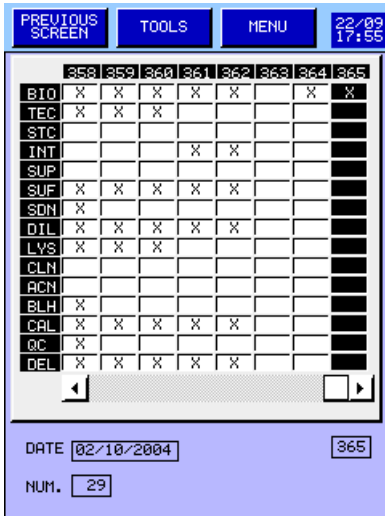 PREVIOUS SCREEN TOOLS MENU 22/09 17:55
358 359 360 361 362 363 364 365
BIO X X X X X X X
TEC X X X
STC
INT X X
SUP
SUF X X X X X
SDN X
DIL X X X X X
LYS X X X
CLN
ACN
BLH X
CAL X X X X X
QC X
DEL X X X X X
DATE 02/10/2004 365
NUM. 29